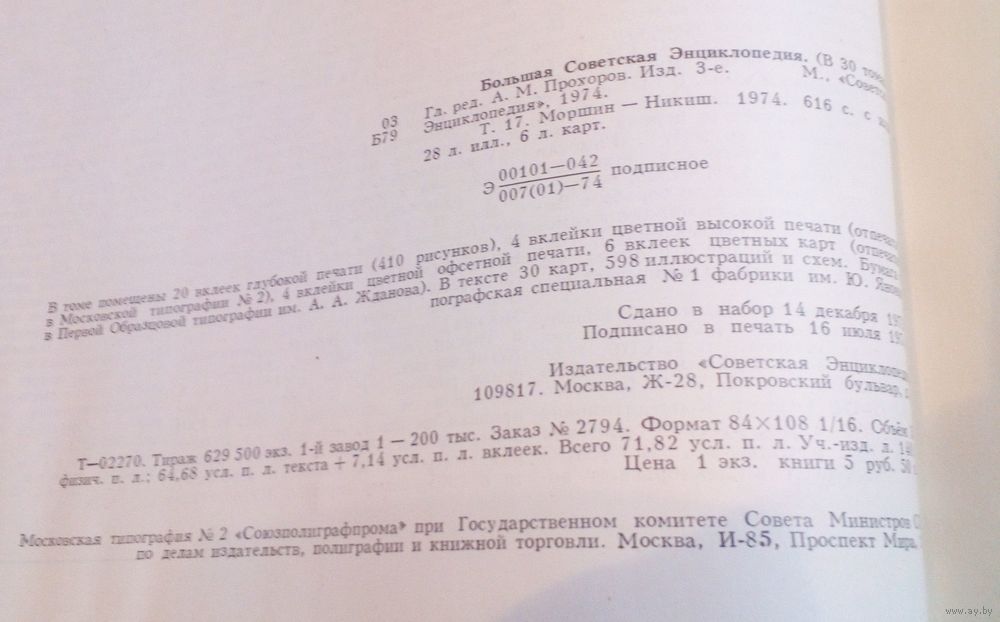 Большая Советская Энциклопедия. (В 30
Гл. ред. А. М. Прохоров. Изд. 3-е. М.,
03
Б79
Энциклопедия», 1974.
Т. 17. Моршин — Никиш. 1974. 616 с. с
28 л. илл., 6 л. карт.
Э 00101—042
007(01)—74 подписное
В томе помещены 20 вклеек глубокой печати (410 рисунков), 4 вклейки цветной высокой печати
в Московской типографии № 2), 4 вклейки цветной офсетной печати, 6 вклеек цветных карт
в Первой Образцовой типографии им. А. А. Жданова). В тексте 30 карт, 598 иллюстраций и схем. Бумага
пографская специальная № 1 фабрики им. Ю.
Сдано в набор 14 декабря
Подписано в печать 16 июля
Издательство «Советская
109817. Москва, Ж-28, Покровский бульвар,
Т—02270. Тираж 629 500 экз. 1-й завод 1 — 200 тыс. Заказ № 2794. Формат 84×108 1/16. Объём
физич. п. л.; 64,68 усл. п. л. текста + 7,14 усл. п. л. вклеек. Всего 71,82 усл. п. л. Уч.-изд. л.
Цена 1 экз. книги 5 руб. 50
Московская типография № 2 «Союзполиграфпрома» при Государственном комитете Совета Министров
по делам издательств, полиграфии и книжной торговли. Москва, И-85, Проспект Мира,
www.ay.by